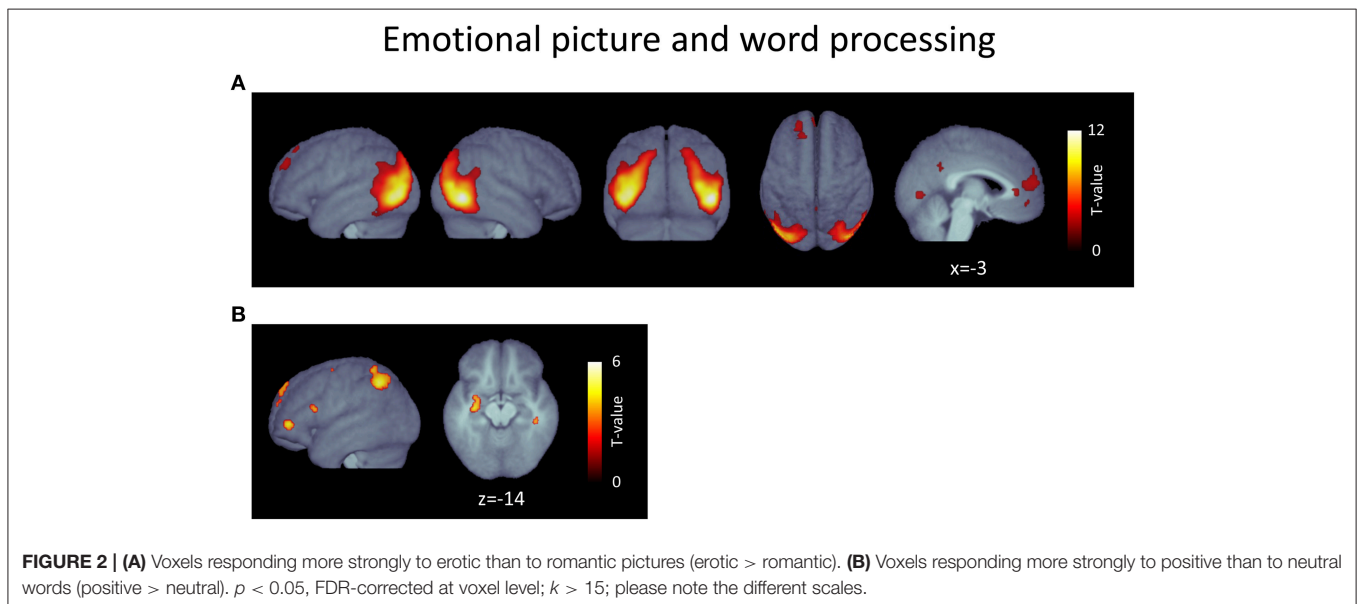 Emotional picture and word processing
A
12
T-value
0
x=-3
B
6
T-value
0
z=-14
FIGURE 2 | (A) Voxels responding more strongly to erotic than to romantic pictures (erotic > romantic). (B) Voxels responding more strongly to positive than to neutral
words (positive > neutral). p < 0.05, FDR-corrected at voxel level; k > 15; please note the different scales.